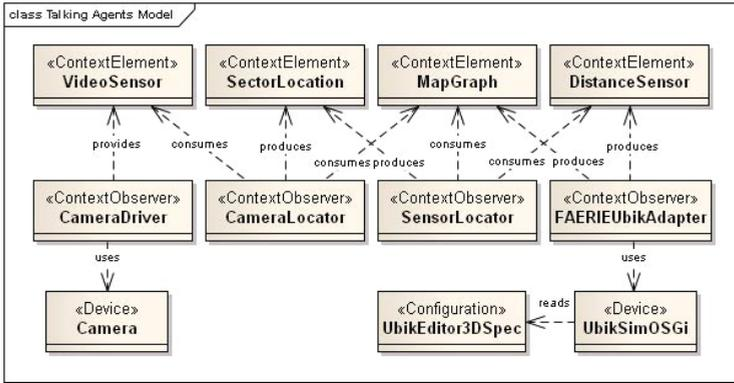 class Talking Agents Model
«ContextElement» «ContextElement» «ContextElement» «ContextElement»
VideoSensor SectorLocation MapGraph DistanceSensor
provides consumes produces consumes produces consumes consumes produces produces
«ContextObserver» «ContextObserver» «ContextObserver» «ContextObserver»
CameraDriver CameraLocator SensorLocator FAERIEUbikAdapter
uses uses
«Device» «Configuration» reads «Device»
Camera UbikEditor3DSpec UbikSimOSGi